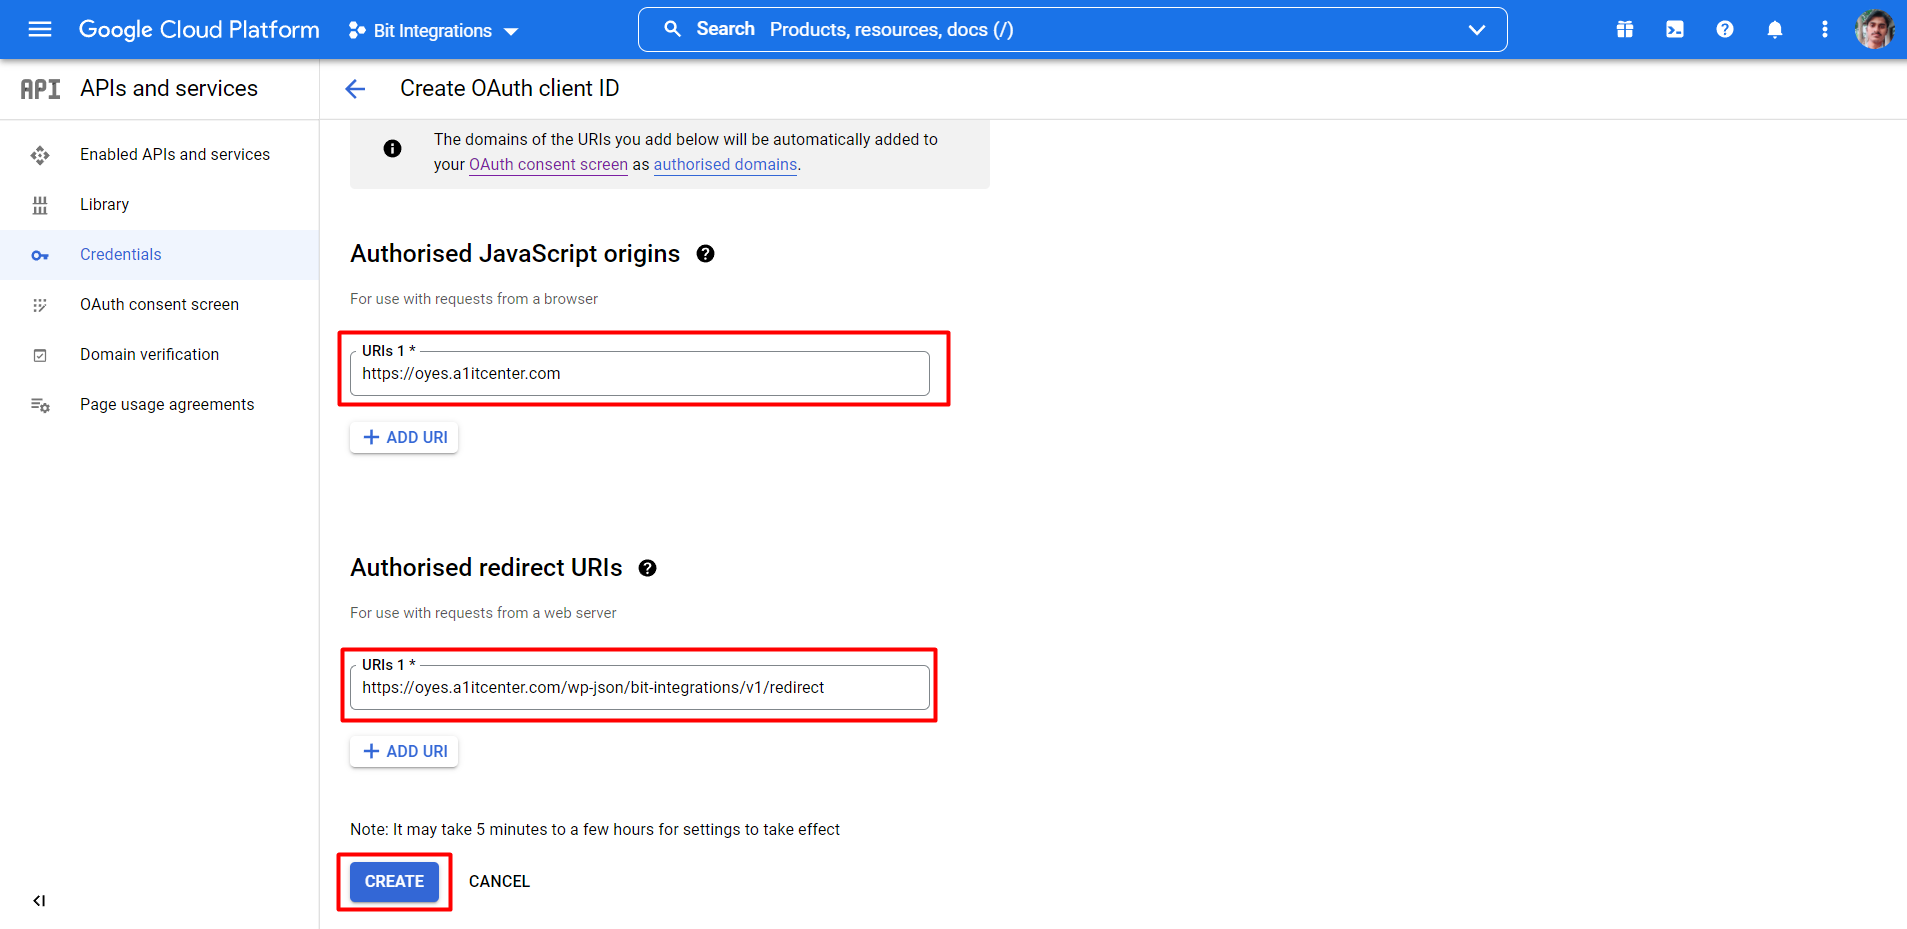 Google Cloud Platform
Bit Integrations
Search Products, resources, docs (/)
API APIs and services
Create OAuth client ID
Enabled APIs and services
Library
Credentials
OAuth consent screen
Domain verification
Page usage agreements
The domains of the URIs you add below will be automatically added to
your OAuth consent screen as authorised domains.
Authorised JavaScript origins
For use with requests from a browser
URIs 1 *
https://oyes.a1itcenter.com
ADD URI
Authorised redirect URIs
For use with requests from a web server
URIs 1 *
https://oyes.a1itcenter.com/wp-json/bit-integrations/v1/redirect
ADD URI
Note: It may take 5 minutes to a few hours for settings to take effect
CREATE CANCEL